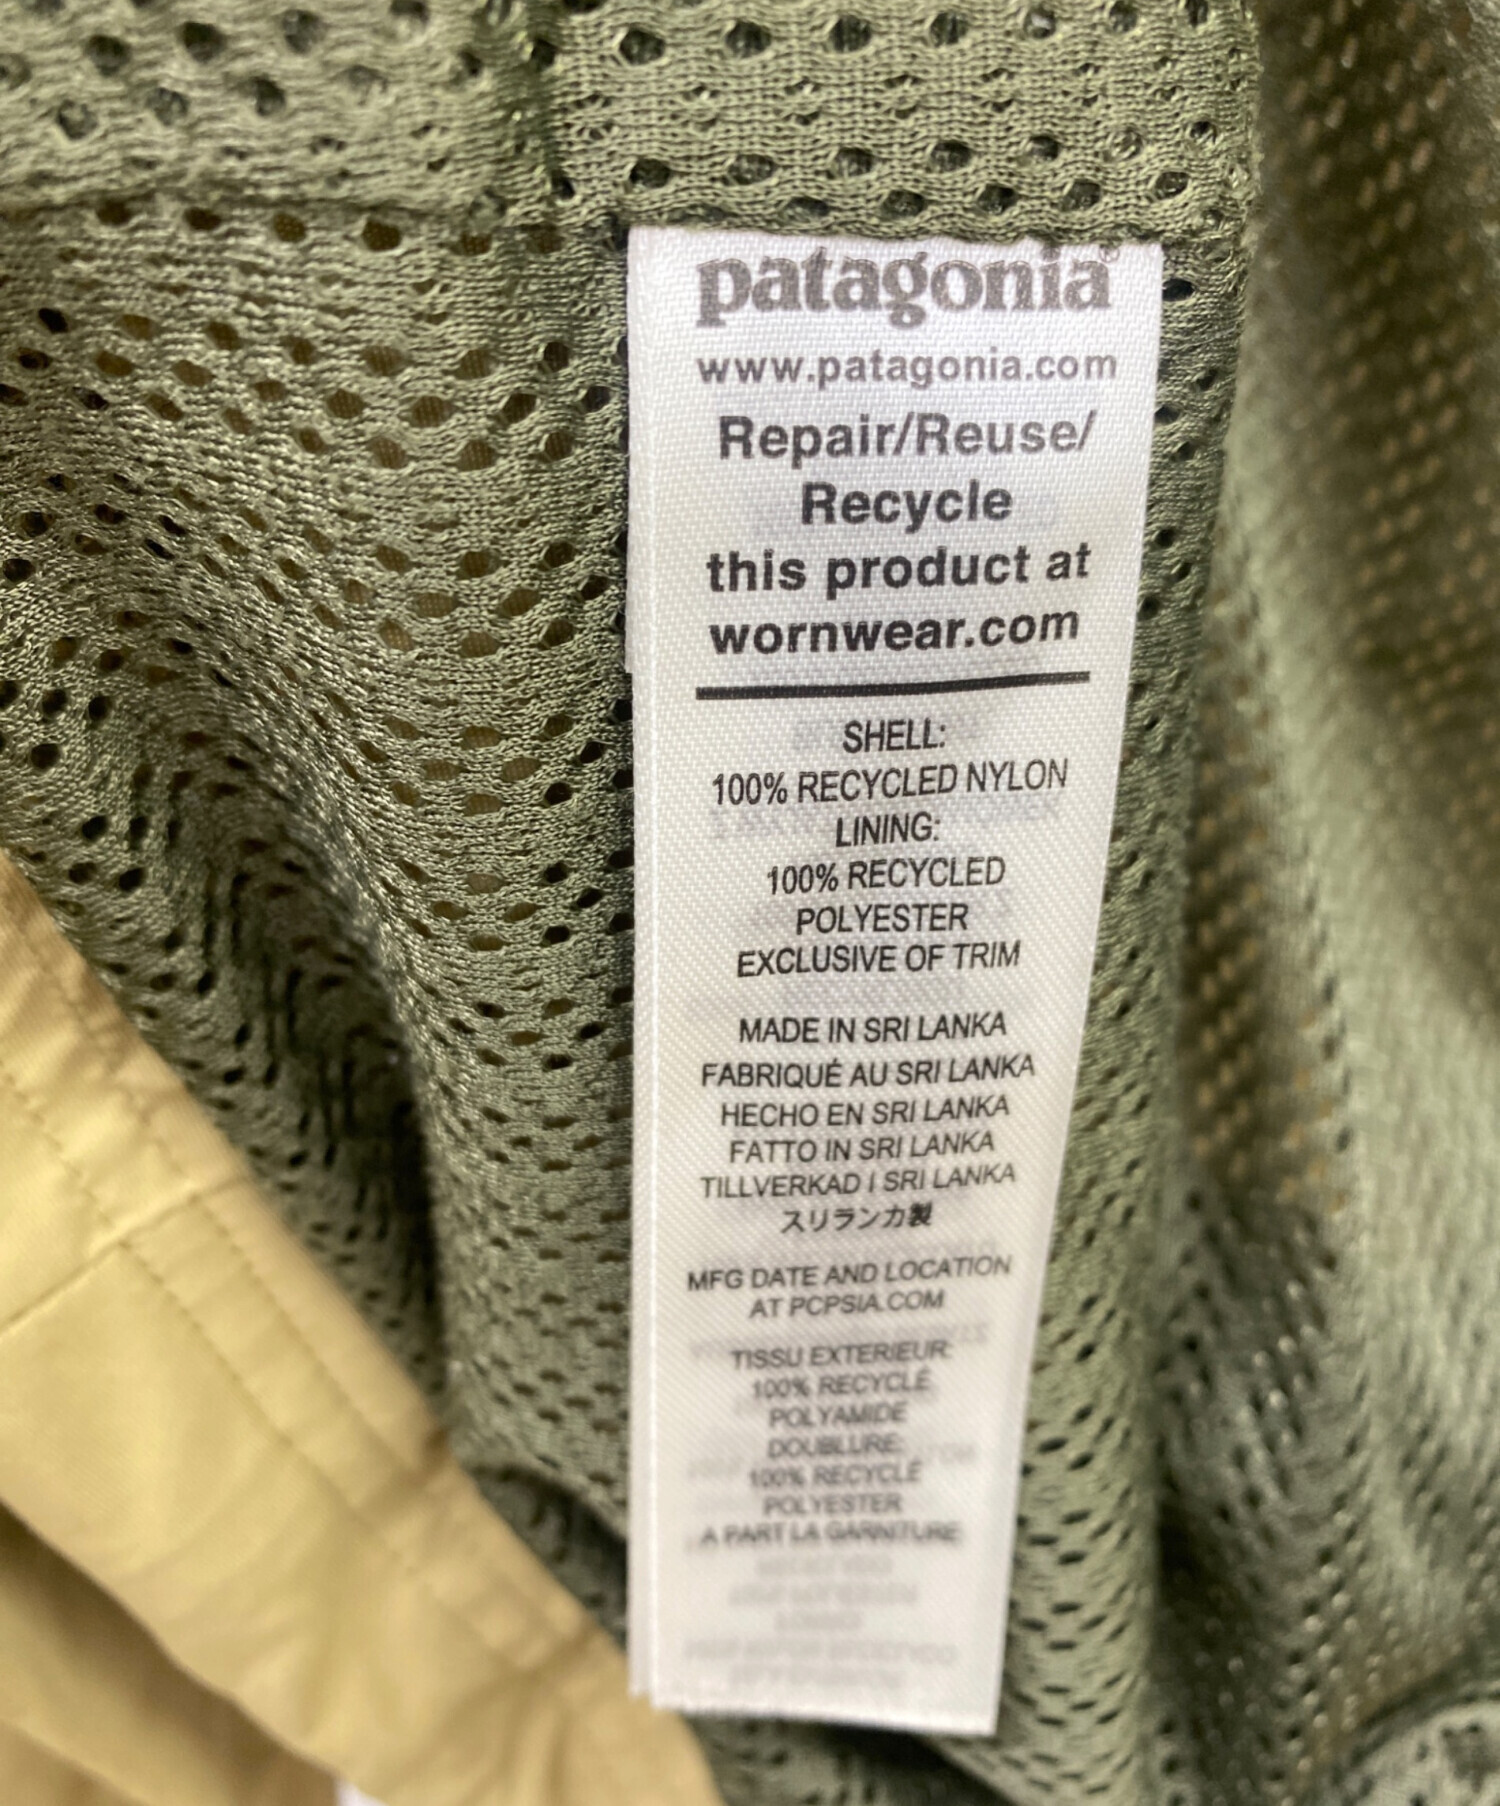 patagonia®
www.patagonia.com
Repair/Reuse/
Recycle
this product at
wornwear.com
SHELL:
100% RECYCLED NYLON
LINING:
100% RECYCLED
POLYESTER
EXCLUSIVE OF TRIM
MADE IN SRI LANKA
FABRIQUÉ AU SRI LANKA
HECHO EN SRI LANKA
FATTO IN SRI LANKA
TILLVERKAD I SRI LANKA
スリランカ製
MFG DATE AND LOCATION
AT PCPSIA.COM
TISSU EXTERIEUR:
100% RECYCLÉ
POLYAMIDE
DOUBLURE:
100% RECYCLÉ
POLYESTER
A PART LA GARNITURE